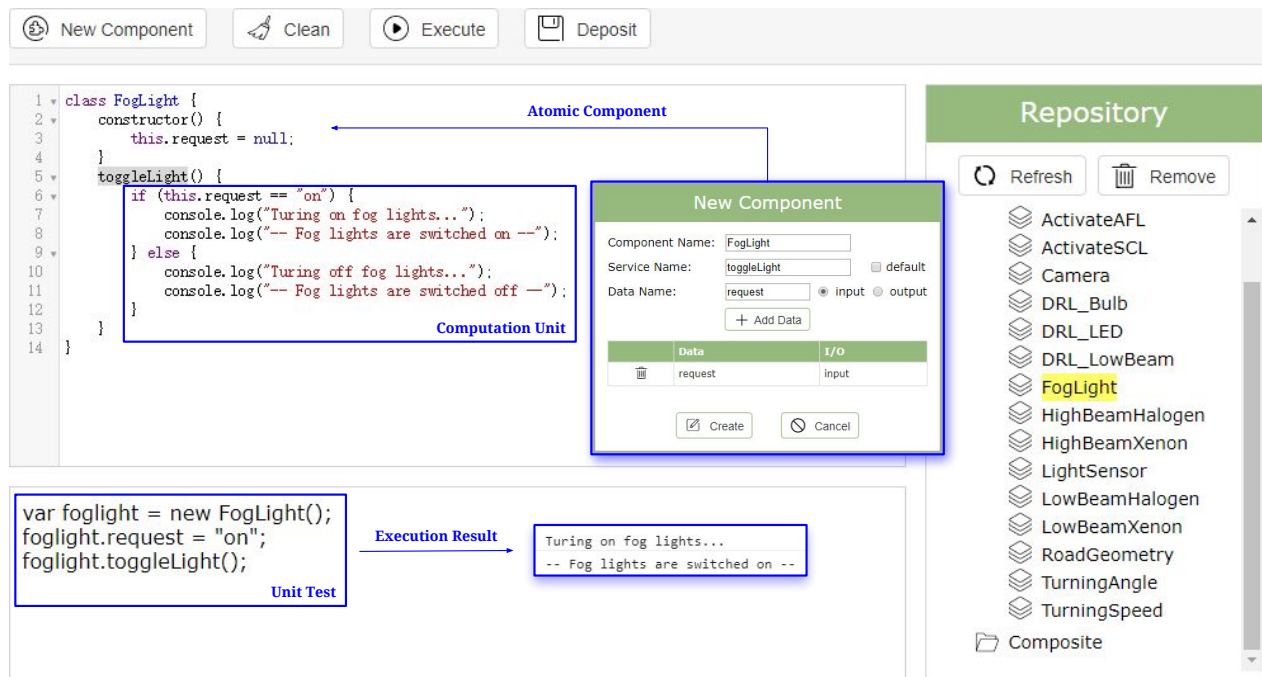 New Component
Clean
Execute
Deposit
1 class FogLight {
2 constructor() {
3 this.request = null;
4 }
5 toggleLight() {
6 if (this.request == "on") {
7 console.log("Turing on fog lights...");
8 console.log("-- Fog lights are switched on --");
9 } else {
10 console.log("Turing off fog lights...");
11 console.log("-- Fog lights are switched off —");
12 }
13 }
14 }
Computation Unit
Atomic Component
New Component
Component Name: FogLight
Service Name: toggleLight default
Data Name: request input output
+ Add Data
Data I/O
request input
Create Cancel
var foglight = new FogLight();
foglight.request = "on";
foglight.toggleLight();
Unit Test
Execution Result
Turing on fog lights...
-- Fog lights are switched on --
Repository
Refresh Remove
ActivateAFL
ActivateSCL
Camera
DRL_Bulb
DRL_LED
DRL_LowBeam
FogLight
HighBeamHalogen
HighBeamXenon
LightSensor
LowBeamHalogen
LowBeamXenon
RoadGeometry
TurningAngle
TurningSpeed
Composite